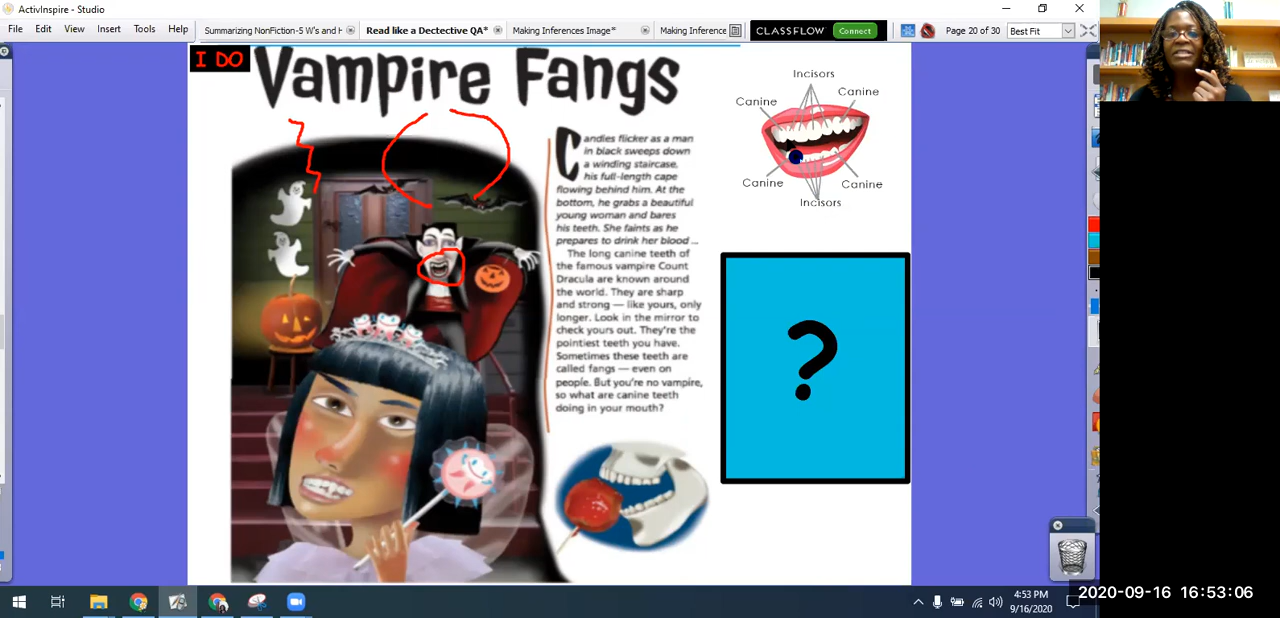 ActivInspire - Studio
File Edit View Insert Tools Help
Summarizing NonFiction-5 W's and H
Read like a Dectective QA*
Making Inferences Image*
Making Inference
CLASSFLOW Connect
Page 20 of 30
Best Fit
I DO
Vampire Fangs
Candles flicker as a man
in black sweeps down
a winding staircase,
his full-length cape
flowing behind him. At the
bottom, he grabs a beautiful
young woman and bares
his teeth. She faints as he
prepares to drink her blood ...
The long canine teeth of
the famous vampire Count
Dracula are known around
the world. They are sharp
and strong — like yours, only
longer. Look in the mirror to
check yours out. They're the
pointiest teeth you have.
Sometimes these teeth are
called fangs — even on
people. But you're no vampire,
so what are canine teeth
doing in your mouth?
Incisors
Canine
Canine
Canine
Canine
Incisors
?
4:53 PM
9/16/2020
2020-09-16 16:53:06